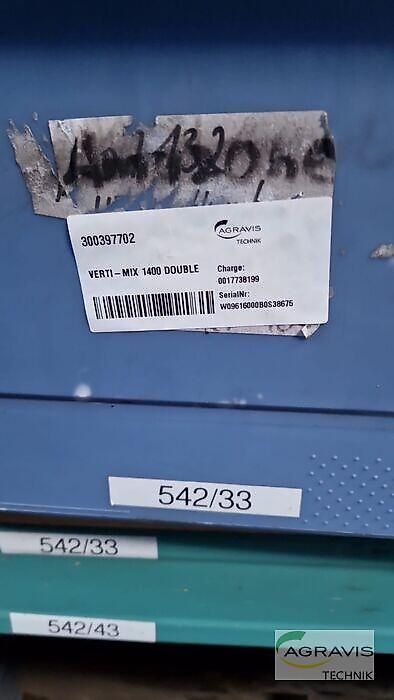 300397702
AGRAVIS
TECHNIK
VERTI-MIX 1400 DOUBLE
Charge:
0017738199
SerialNr:
W09616000B0S38675
542/33
542/33
542/43
AGRAVIS
TECHNIK